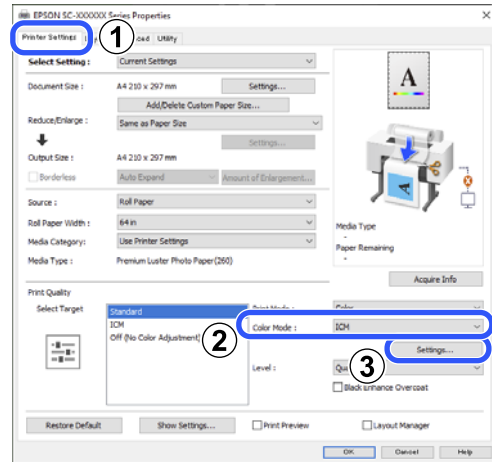 EPSON SC-XXXXXX Series Properties
Printer Settings
1
Utility
Select Setting :
Current Settings
Document Size :
A4 210 x 297 mm
Settings...
Add/Delete Custom Paper Size...
Reduce/Enlarge :
Same as Paper Size
Settings...
Output Size :
A4 210 x 297 mm
Borderless
Auto Expand
Amount of Enlargement...
Source :
Roll Paper
Roll Paper Width :
64 in
Media Category:
Use Printer Settings
Media Type :
Premium Luster Photo Paper(260)
A
Media Type
-
Paper Remaining
-
Acquire Info
Print Quality
Select Target
Standard
ICM
Off (No Color Adjustment)
2
Print Mode :
Color
Color Mode :
ICM
3
Settings...
Level :
Black Enhance Overcoat
Restore Default
Show Settings...
Print Preview
Layout Manager
OK
Cancel
Help